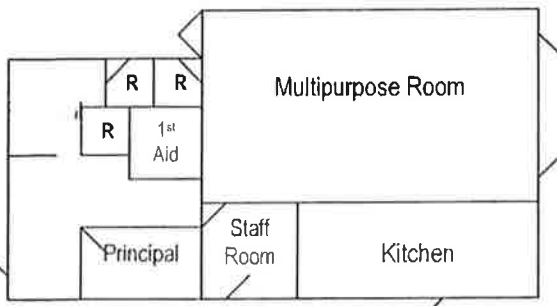 Multipurpose Room
R
R
R
1st
Aid
Principal
Staff
Room
Kitchen